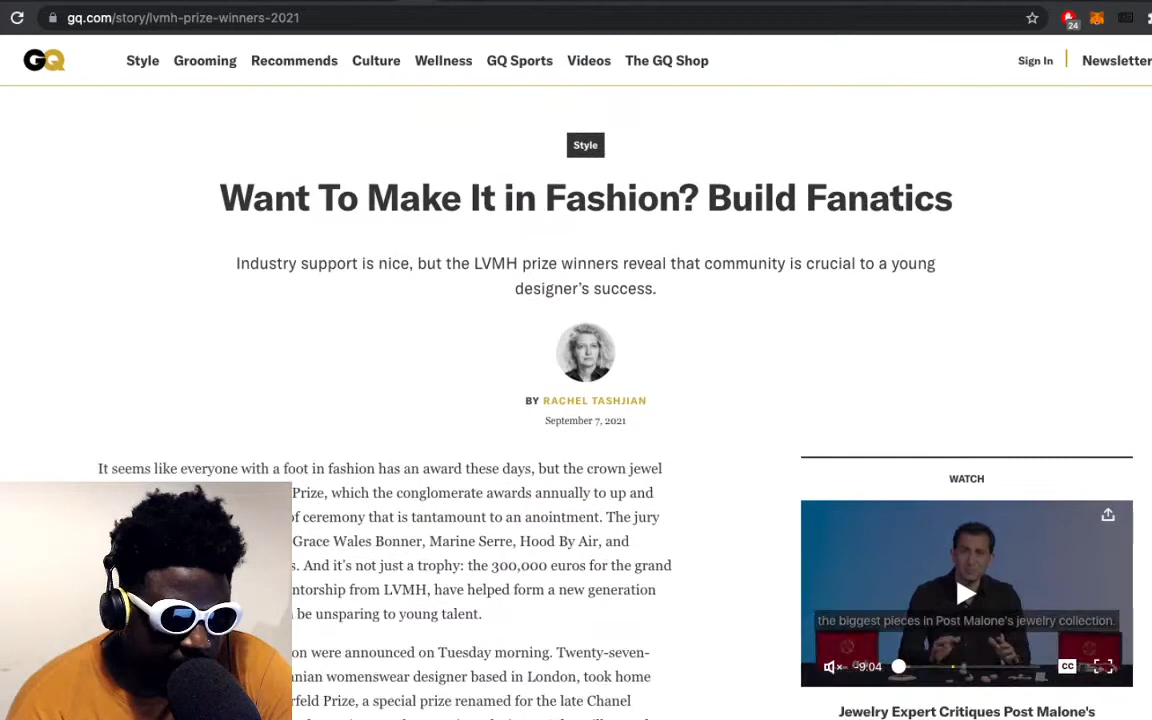 gq.com/story/lvmh-prize-winners-2021
24
GQ
Style Grooming Recommends Culture Wellness GQ Sports Videos The GQ Shop
Sign In
Newsletter
Style
Want To Make It in Fashion? Build Fanatics
Industry support is nice, but the LVMH prize winners reveal that community is crucial to a young
designer's success.
BY RACHEL TASHJIAN
September 7, 2021
It seems like everyone with a foot in fashion has an award these days, but the crown jewel
Prize, which the conglomerate awards annually to up and
of ceremony that is tantamount to an anointment. The jury
Grace Wales Bonner, Marine Serre, Hood By Air, and
s. And it's not just a trophy: the 300,000 euros for the grand
ntorship from LVMH, have helped form a new generation
be unsparing to young talent.
on were announced on Tuesday morning. Twenty-seven-
nian womenswear designer based in London, took home
rfeld Prize, a special prize renamed for the late Chanel
WATCH
the biggest pieces in Post Malone's jewelry collection.
-9:04
CC
Jewelry Expert Critiques Post Malone's